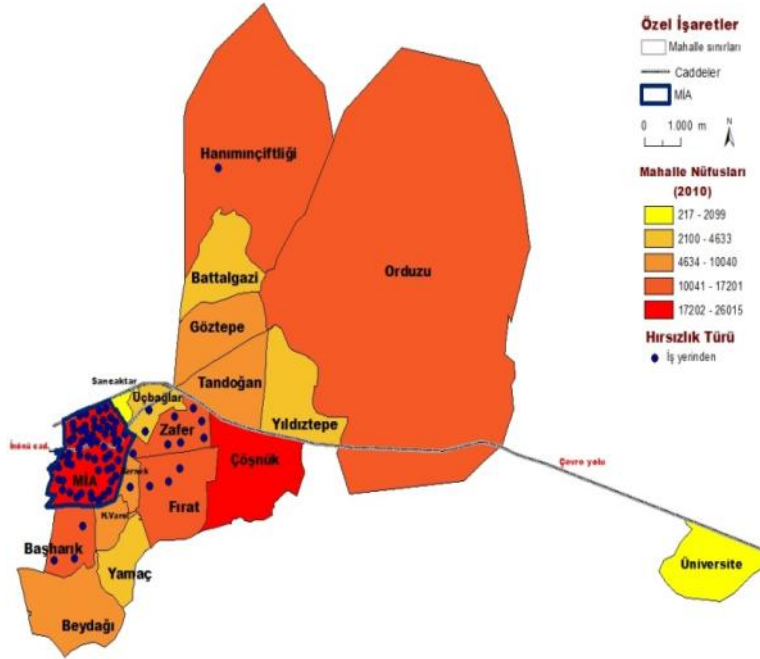 Özel İşaretler
Mahalle sınırları
Caddeler
MİA
0 1.000 m
N
Mahalle Nüfusları
(2010)
217 - 2099
2100 - 4633
4634 - 10040
10041 - 17201
17202 - 26015
Hırsızlık Türü
İş yerinden
Hanımınçiftliği
Orduzu
Battalgazi
Göztepe
Tandoğan
Yıldıztepe
Sancaktar
Üçbağlar
Zafer
Çöşnük
İnönü cad.
MİA
Fırat
Çevre yolu
Başharık
Yamaç
Beydağı
Üniversite